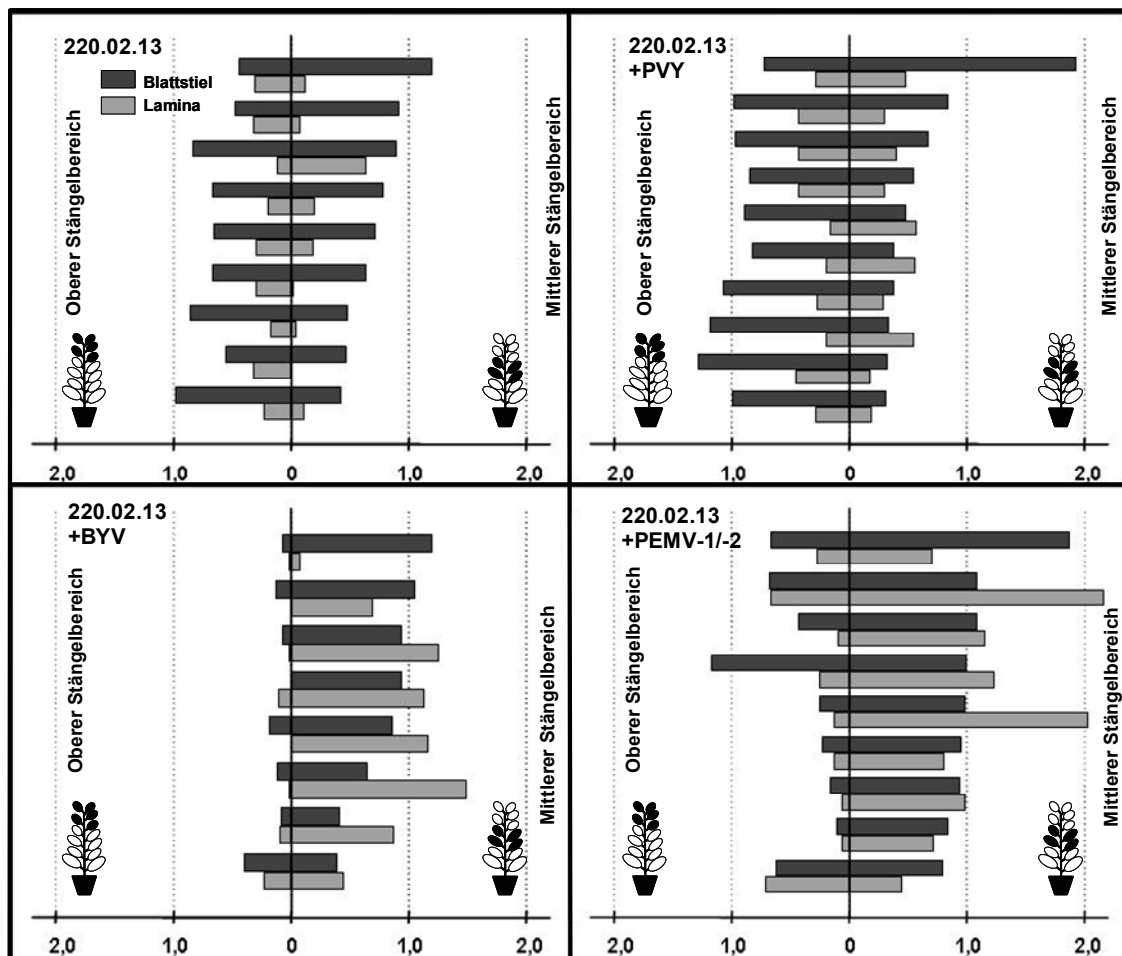 220.02.13
Blattstiel
Lamina
Oberer Stängelbereich
Mittlerer Stängelbereich
2,0 1,0 0 1,0 2,0
220.02.13
+PVY
Oberer Stängelbereich
Mittlerer Stängelbereich
2,0 1,0 0 1,0 2,0
220.02.13
+BYV
Oberer Stängelbereich
Mittlerer Stängelbereich
2,0 1,0 0 1,0 2,0
220.02.13
+PEMV-1/-2
Oberer Stängelbereich
Mittlerer Stängelbereich
2,0 1,0 0 1,0 2,0